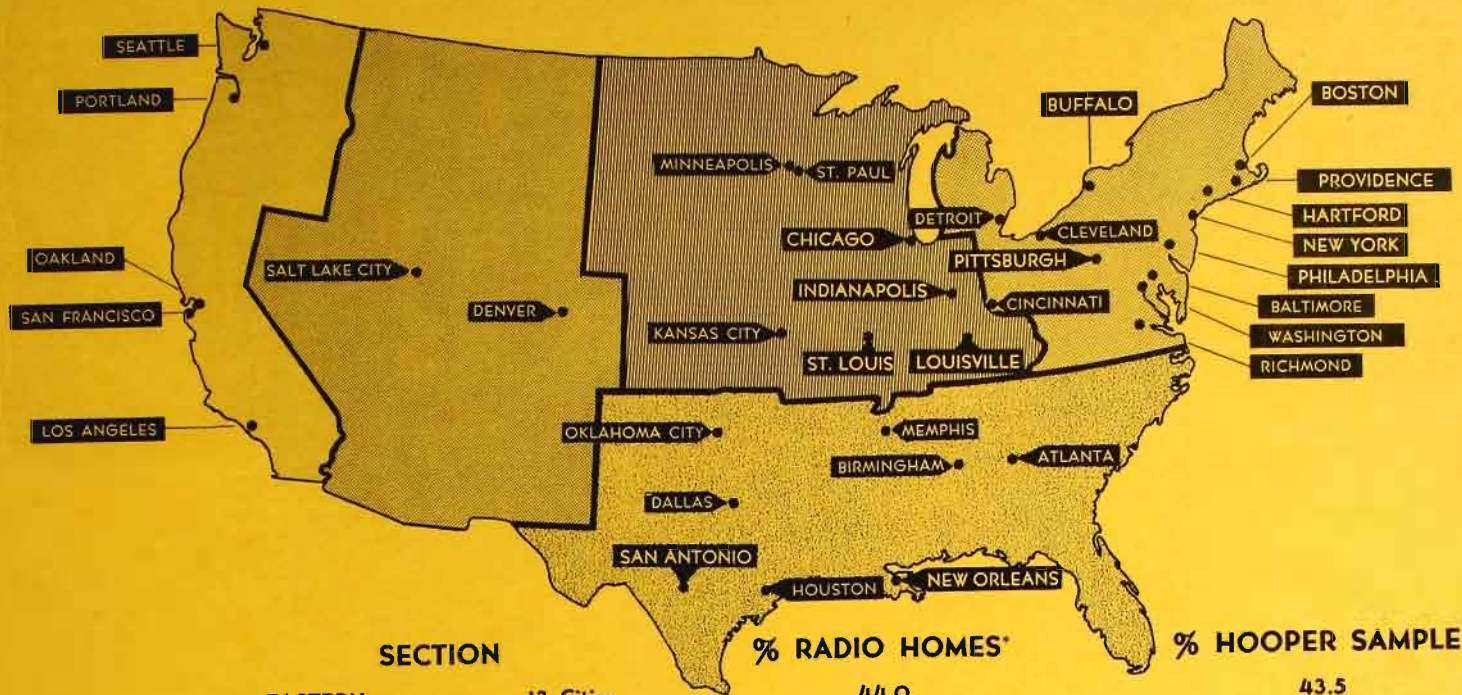 SEATTLE
PORTLAND
BUFFALO
BOSTON
MINNEAPOLIS
ST. PAUL
PROVIDENCE
DETROIT
HARTFORD
CHICAGO
CLEVELAND
NEW YORK
OAKLAND
SALT LAKE CITY
PITTSBURGH
PHILADELPHIA
INDIANAPOLIS
CINCINNATI
BALTIMORE
SAN FRANCISCO
DENVER
KANSAS CITY
WASHINGTON
ST. LOUIS
LOUISVILLE
RICHMOND
LOS ANGELES
OKLAHOMA CITY
MEMPHIS
BIRMINGHAM
ATLANTA
DALLAS
SAN ANTONIO
HOUSTON
NEW ORLEANS
SECTION % RADIO HOMES* % HOOPER SAMPLE
EASTERN Cities 43.5